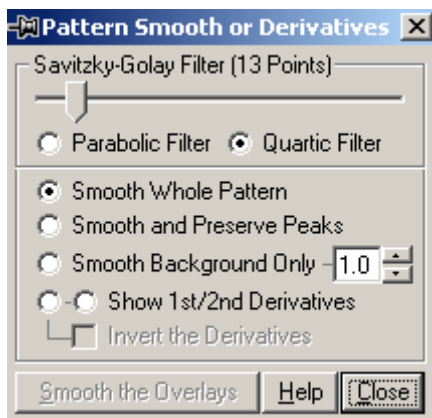 Pattern Smooth or Derivatives
Savitzky-Golay Filter (13 Points)
Parabolic Filter Quartic Filter
Smooth Whole Pattern
Smooth and Preserve Peaks
Smooth Background Only 1.0
Show 1st/2nd Derivatives
Invert the Derivatives
Smooth the Overlays Help Close